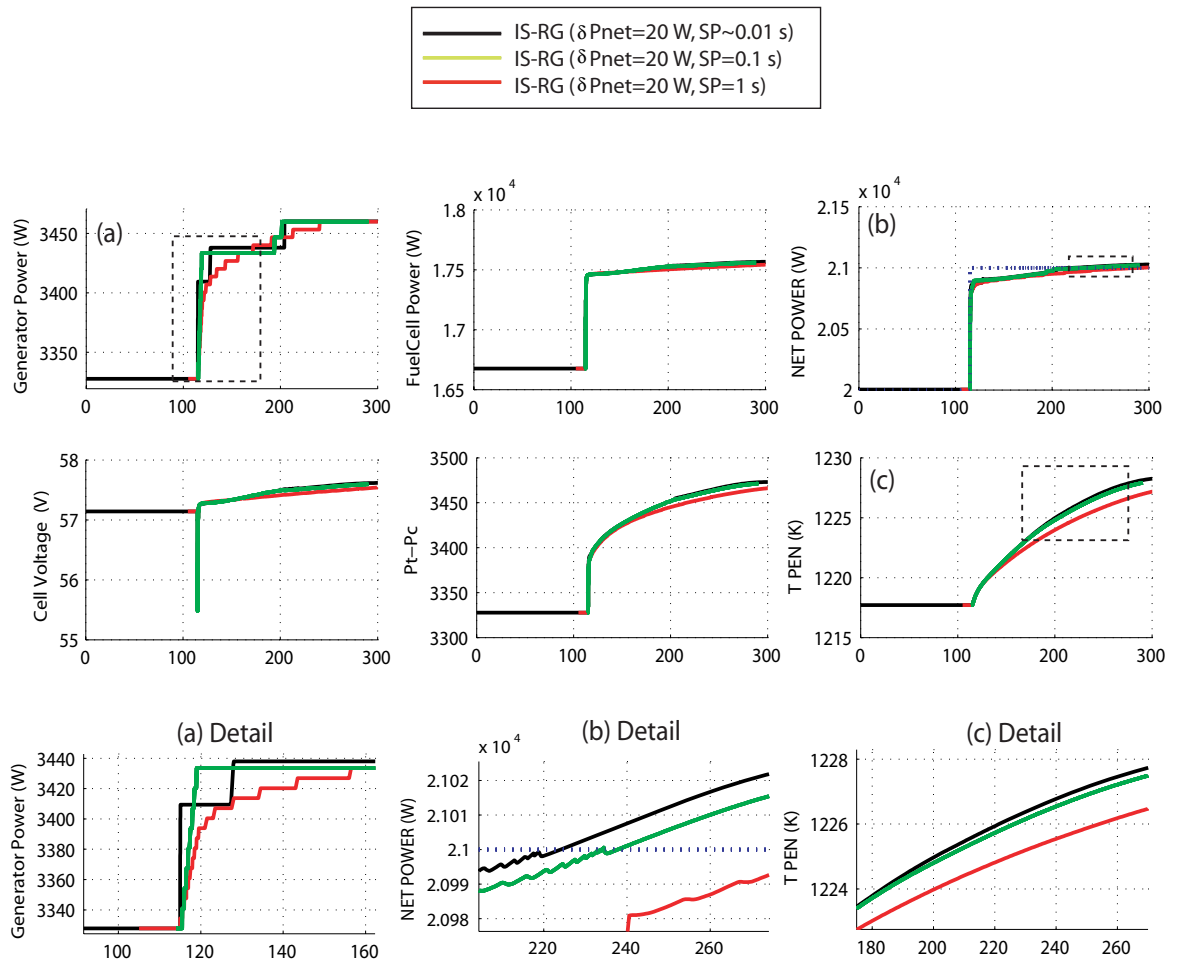 IS-RG (δ Pnet=20 W, SP~0.01 s)
IS-RG (δ Pnet=20 W, SP=0.1 s)
IS-RG (δ Pnet=20 W, SP=1 s)
Generator Power (W)
3450
3400
3350
(a)
0 100 200 300
x 10⁴
FuelCell Power (W)
1.8
1.75
1.7
1.65
0 100 200 300
x 10⁴
NET POWER (W)
2.15
2.1
2.05
2
(b)
0 100 200 300
Cell Voltage (V)
58
57
56
55
0 100 200 300
Pt−Pc
3500
3450
3400
3350
3300
0 100 200 300
T PEN (K)
1230
1225
1220
1215
(c)
0 100 200 300
(a) Detail
Generator Power (W)
3440
3420
3400
3380
3360
3340
100 120 140 160
(b) Detail
x 10⁴
NET POWER (W)
2.102
2.101
2.1
2.099
2.098
220 240 260
(c) Detail
T PEN (K)
1228
1226
1224
180 200 220 240 260